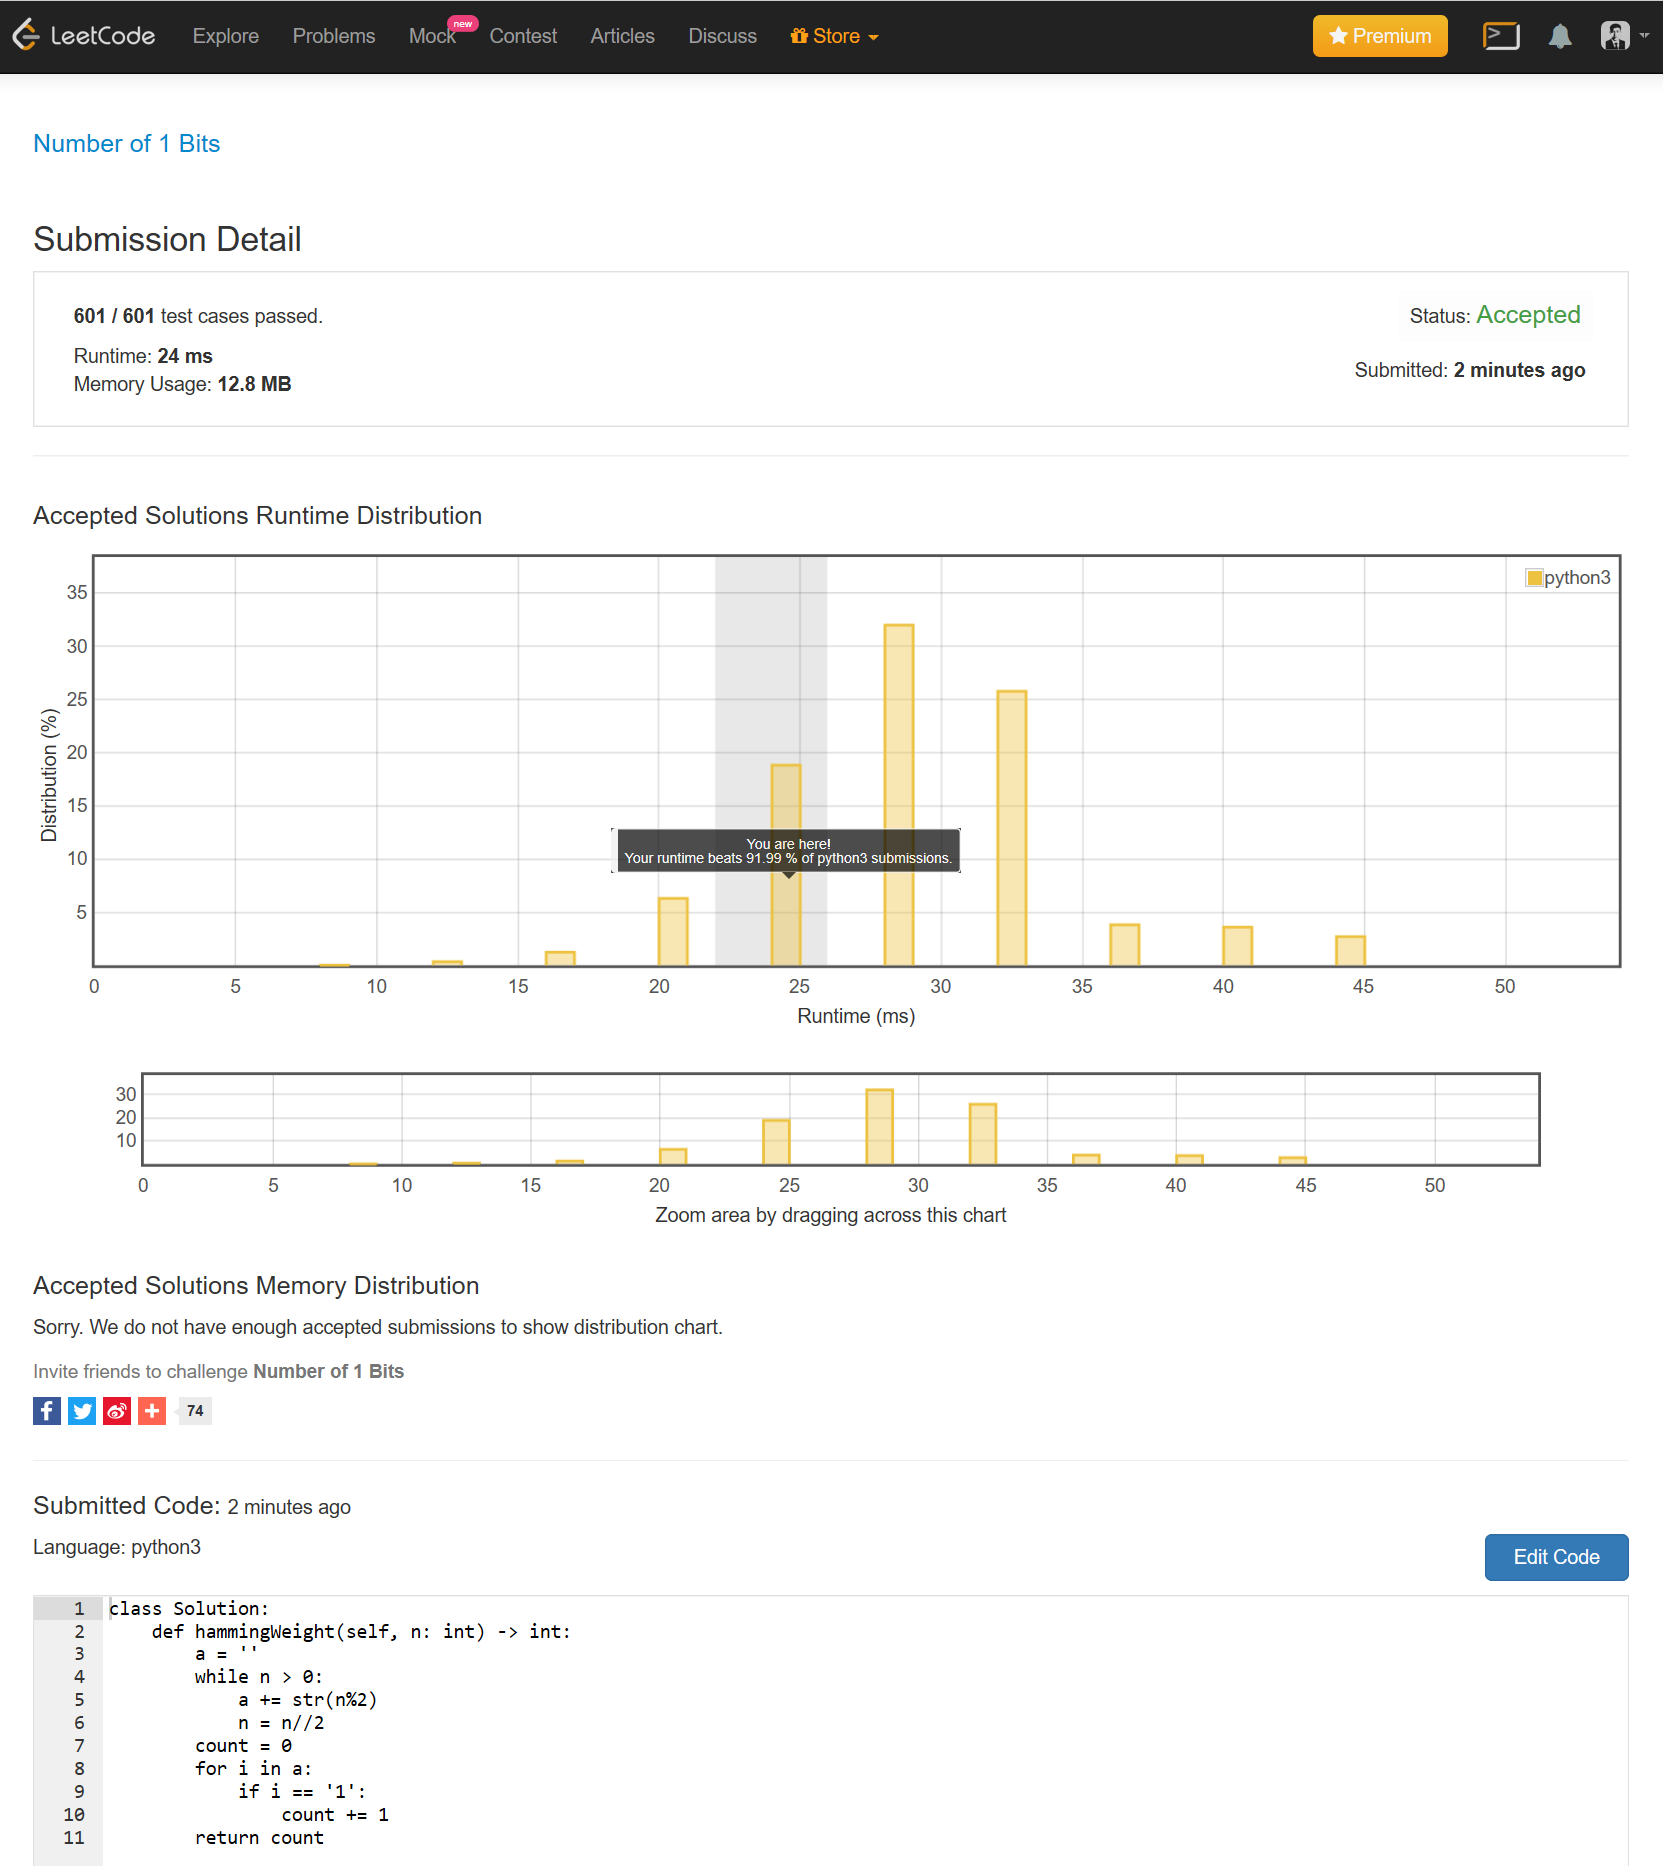 LeetCode
Explore Problems Mock new Contest Articles Discuss Store Premium
Number of 1 Bits
Submission Detail
601 / 601 test cases passed.
Status: Accepted
Runtime: 24 ms
Submitted: 2 minutes ago
Memory Usage: 12.8 MB
Accepted Solutions Runtime Distribution
python3
35
30
25
20
15
10
5
Distribution (%)
You are here!
Your runtime beats 91.99 % of python3 submissions.
0 5 10 15 20 25 30 35 40 45 50
Runtime (ms)
30
20
10
0 5 10 15 20 25 30 35 40 45 50
Zoom area by dragging across this chart
Accepted Solutions Memory Distribution
Sorry. We do not have enough accepted submissions to show distribution chart.
Invite friends to challenge Number of 1 Bits
74
Submitted Code: 2 minutes ago
Language: python3
Edit Code
1 class Solution:
2     def hammingWeight(self, n: int) -> int:
3         a = ''
4         while n > 0:
5             a += str(n%2)
6             n = n//2
7         count = 0
8         for i in a:
9             if i == '1':
10                 count += 1
11         return count